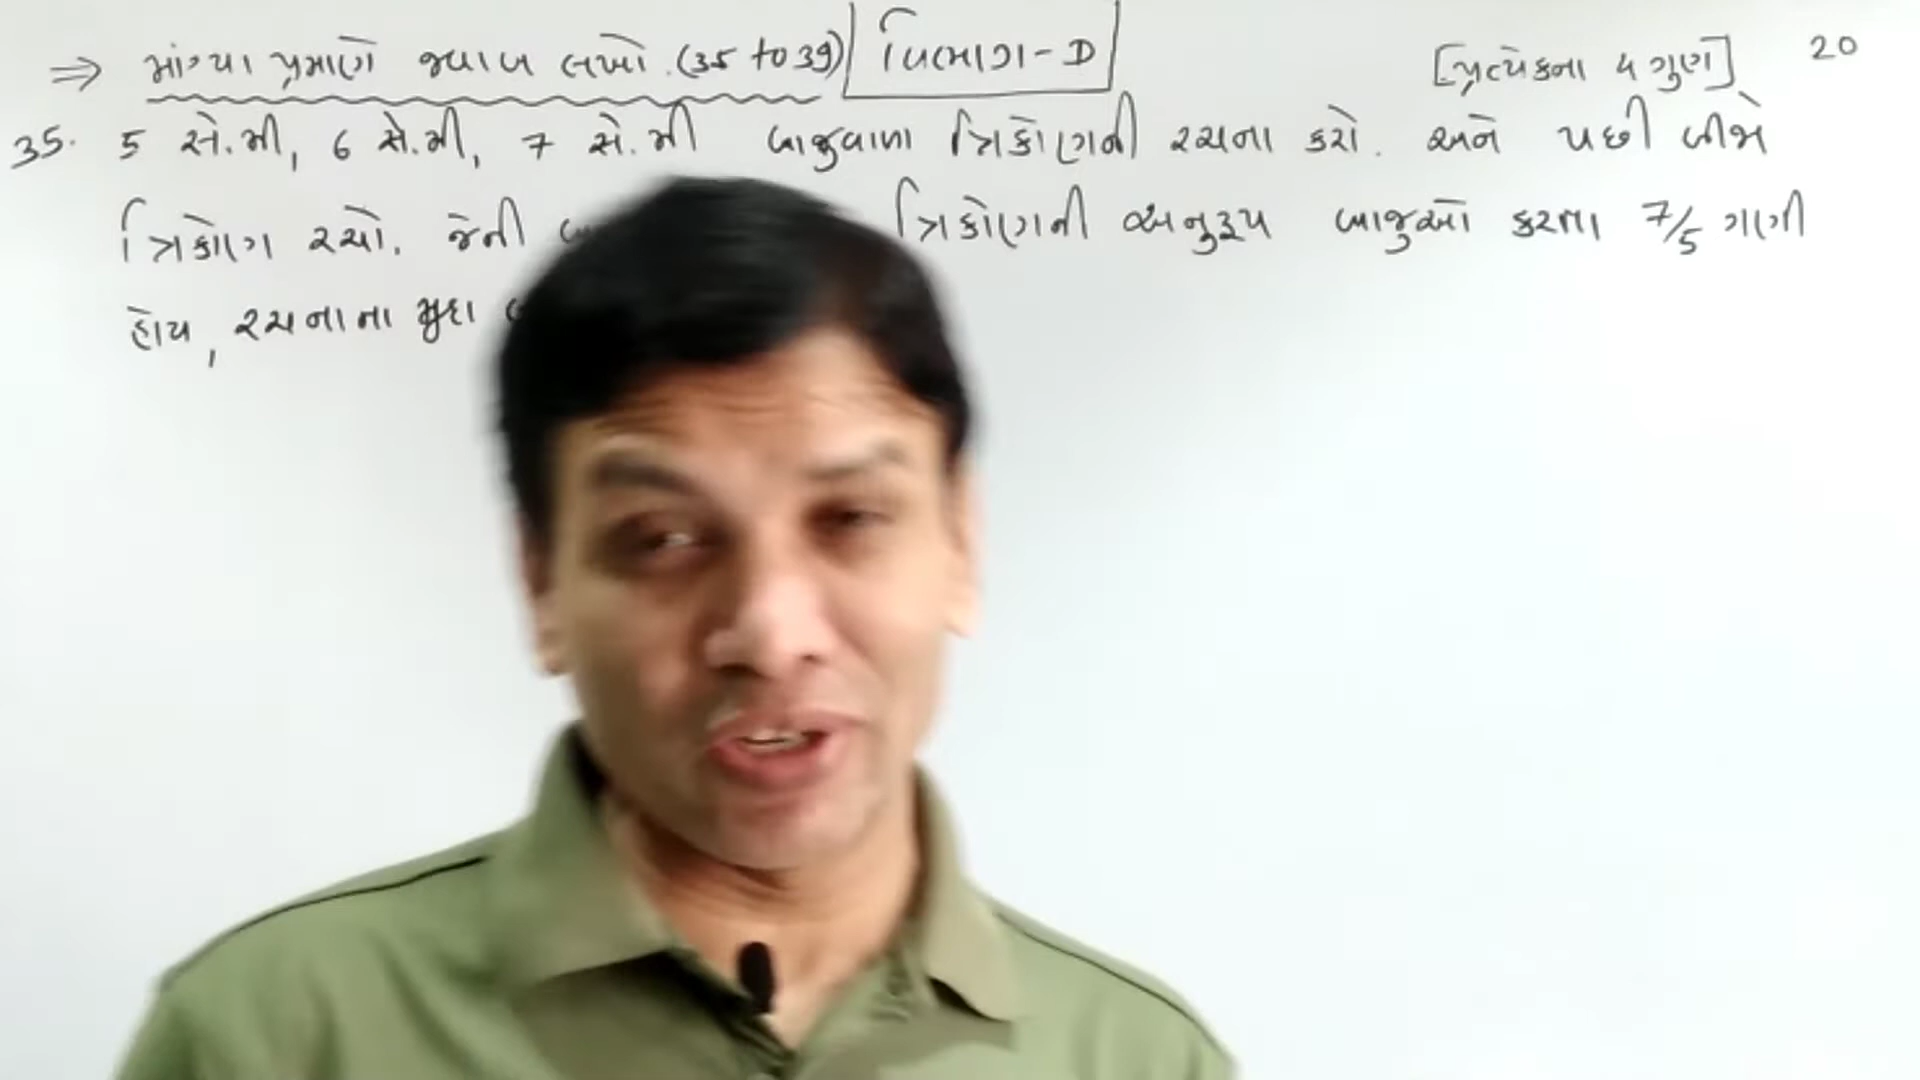 ⇒ માંગ્યા પ્રમાણે જવાબ લખો. (35 to 39) વિભાગ - D [પ્રત્યેકના ૪ ગુણ] 20
35. 5 સે.મી, 6 સે.મી, 7 સે.મી બાજુવાળા ત્રિકોણની રચના કરો. અને પછી બીજો
ત્રિકોણ રચો. જેની ત્રિકોણની અનુરૂપ બાજુઓ કરતા 7/5 ગણી
હોય, રચનાના મુદ્દા